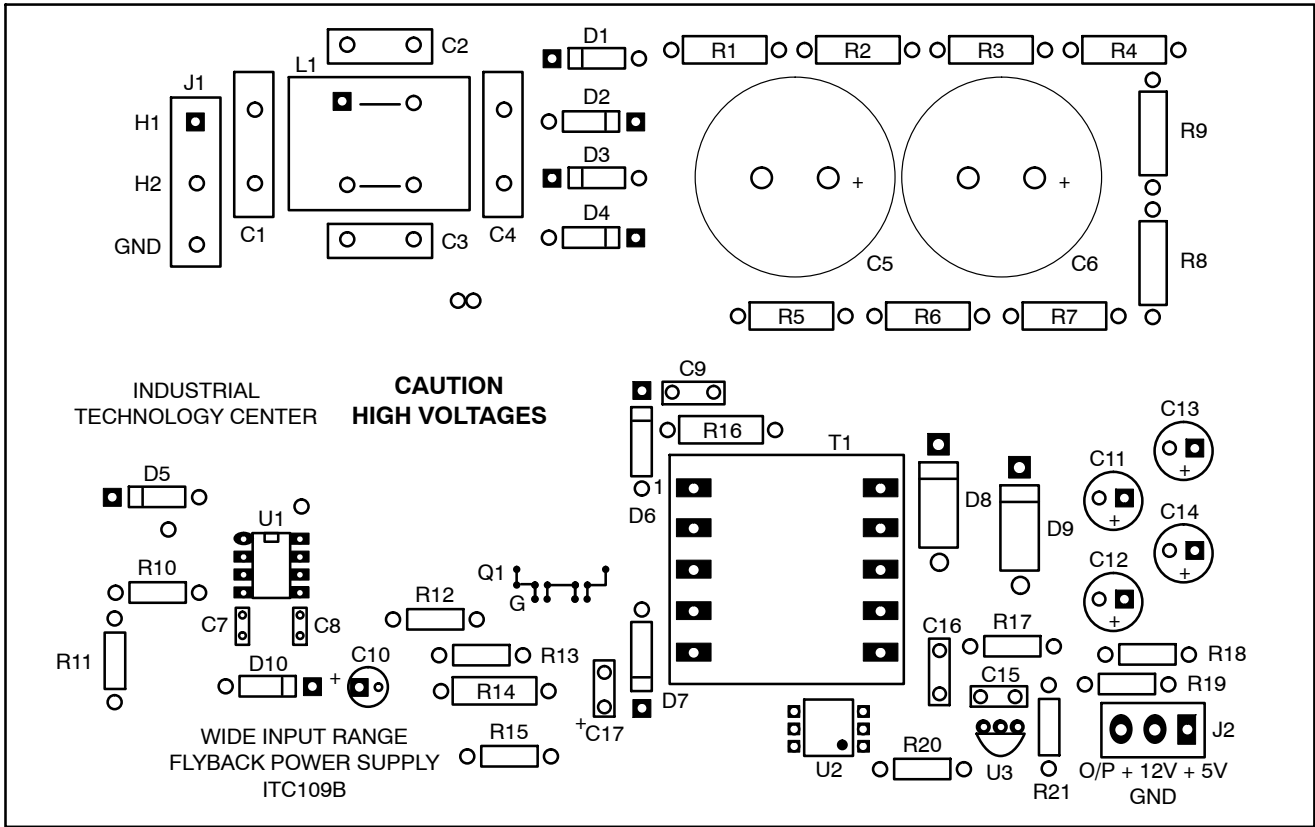 C2
D1
R1
R2
R3
R4
L1
J1
H1
D2
R9
H2
D3
GND
C1
C3
C4
D4
C5
C6
R8
R5
R6
R7
INDUSTRIAL
TECHNOLOGY CENTER
CAUTION
HIGH VOLTAGES
C9
R16
T1
C13
C11
D5
1
D6
D8
D9
U1
C14
C12
R10
Q1
G
R12
C7
C8
C16
R17
R11
D10
+
C10
R13
R14
C15
R18
R19
C17
+
D7
WIDE INPUT RANGE
FLYBACK POWER SUPPLY
ITC109B
R15
U2
R20
U3
R21
J2
O/P + 12V + 5V
GND
+
+
+
+
+
+